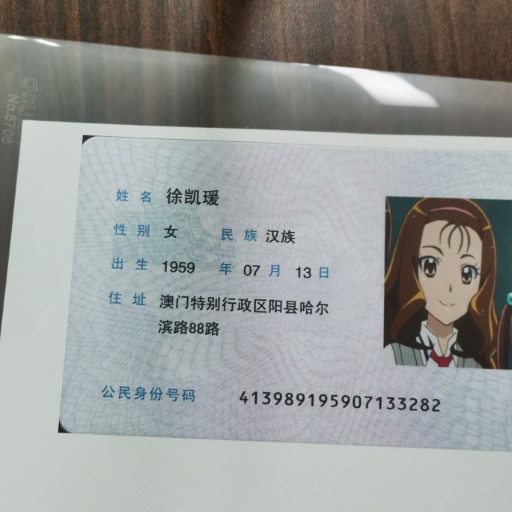 姓名 徐凯瑗
性别 女 民族 汉族
出生 1959 年 07 月 13 日
住址 澳门特别行政区阳县哈尔
滨路88路
公民身份号码 413989195907133282